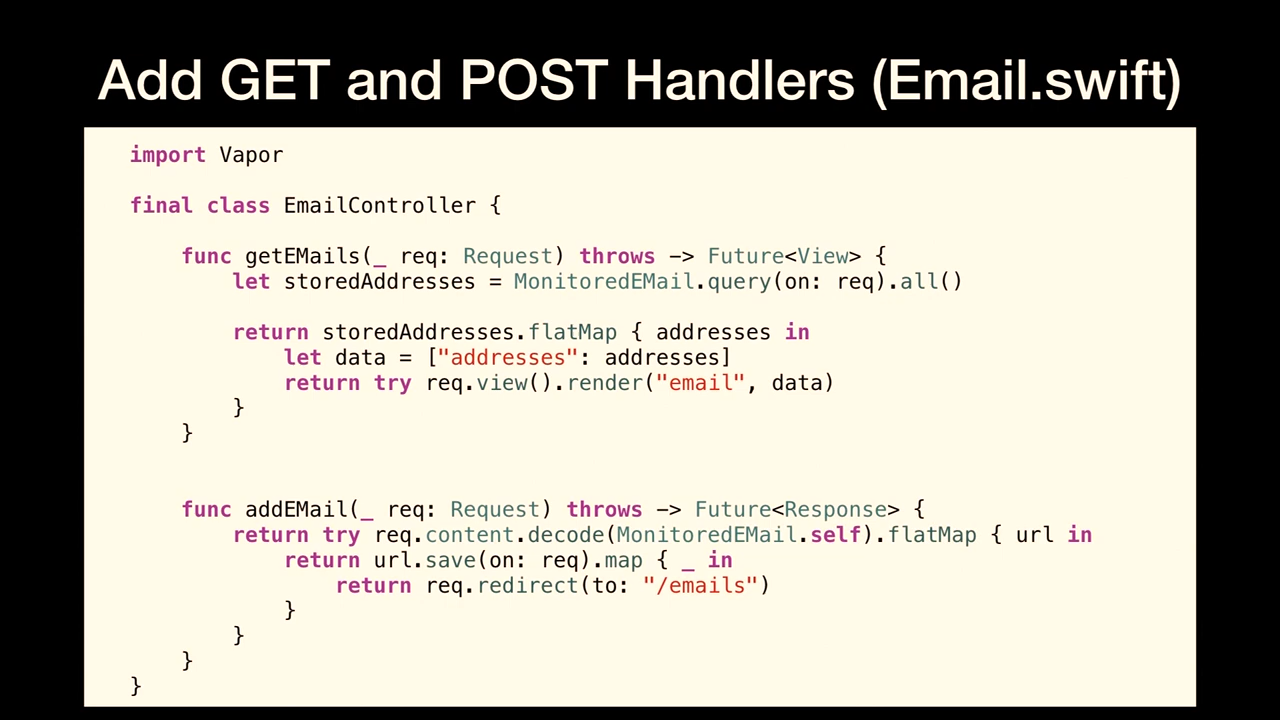 Add GET and POST Handlers (Email.swift)
import Vapor
final class EmailController {
func getEMails(_ req: Request) throws -> Future<View> {
let storedAddresses = MonitoredEMail.query(on: req).all()
return storedAddresses.flatMap { addresses in
let data = ["addresses": addresses]
return try req.view().render("email", data)
}
}
func addEMail(_ req: Request) throws -> Future<Response> {
return try req.content.decode(MonitoredEMail.self).flatMap { url in
return url.save(on: req).map { _ in
return req.redirect(to: "/emails")
}
}
}
}